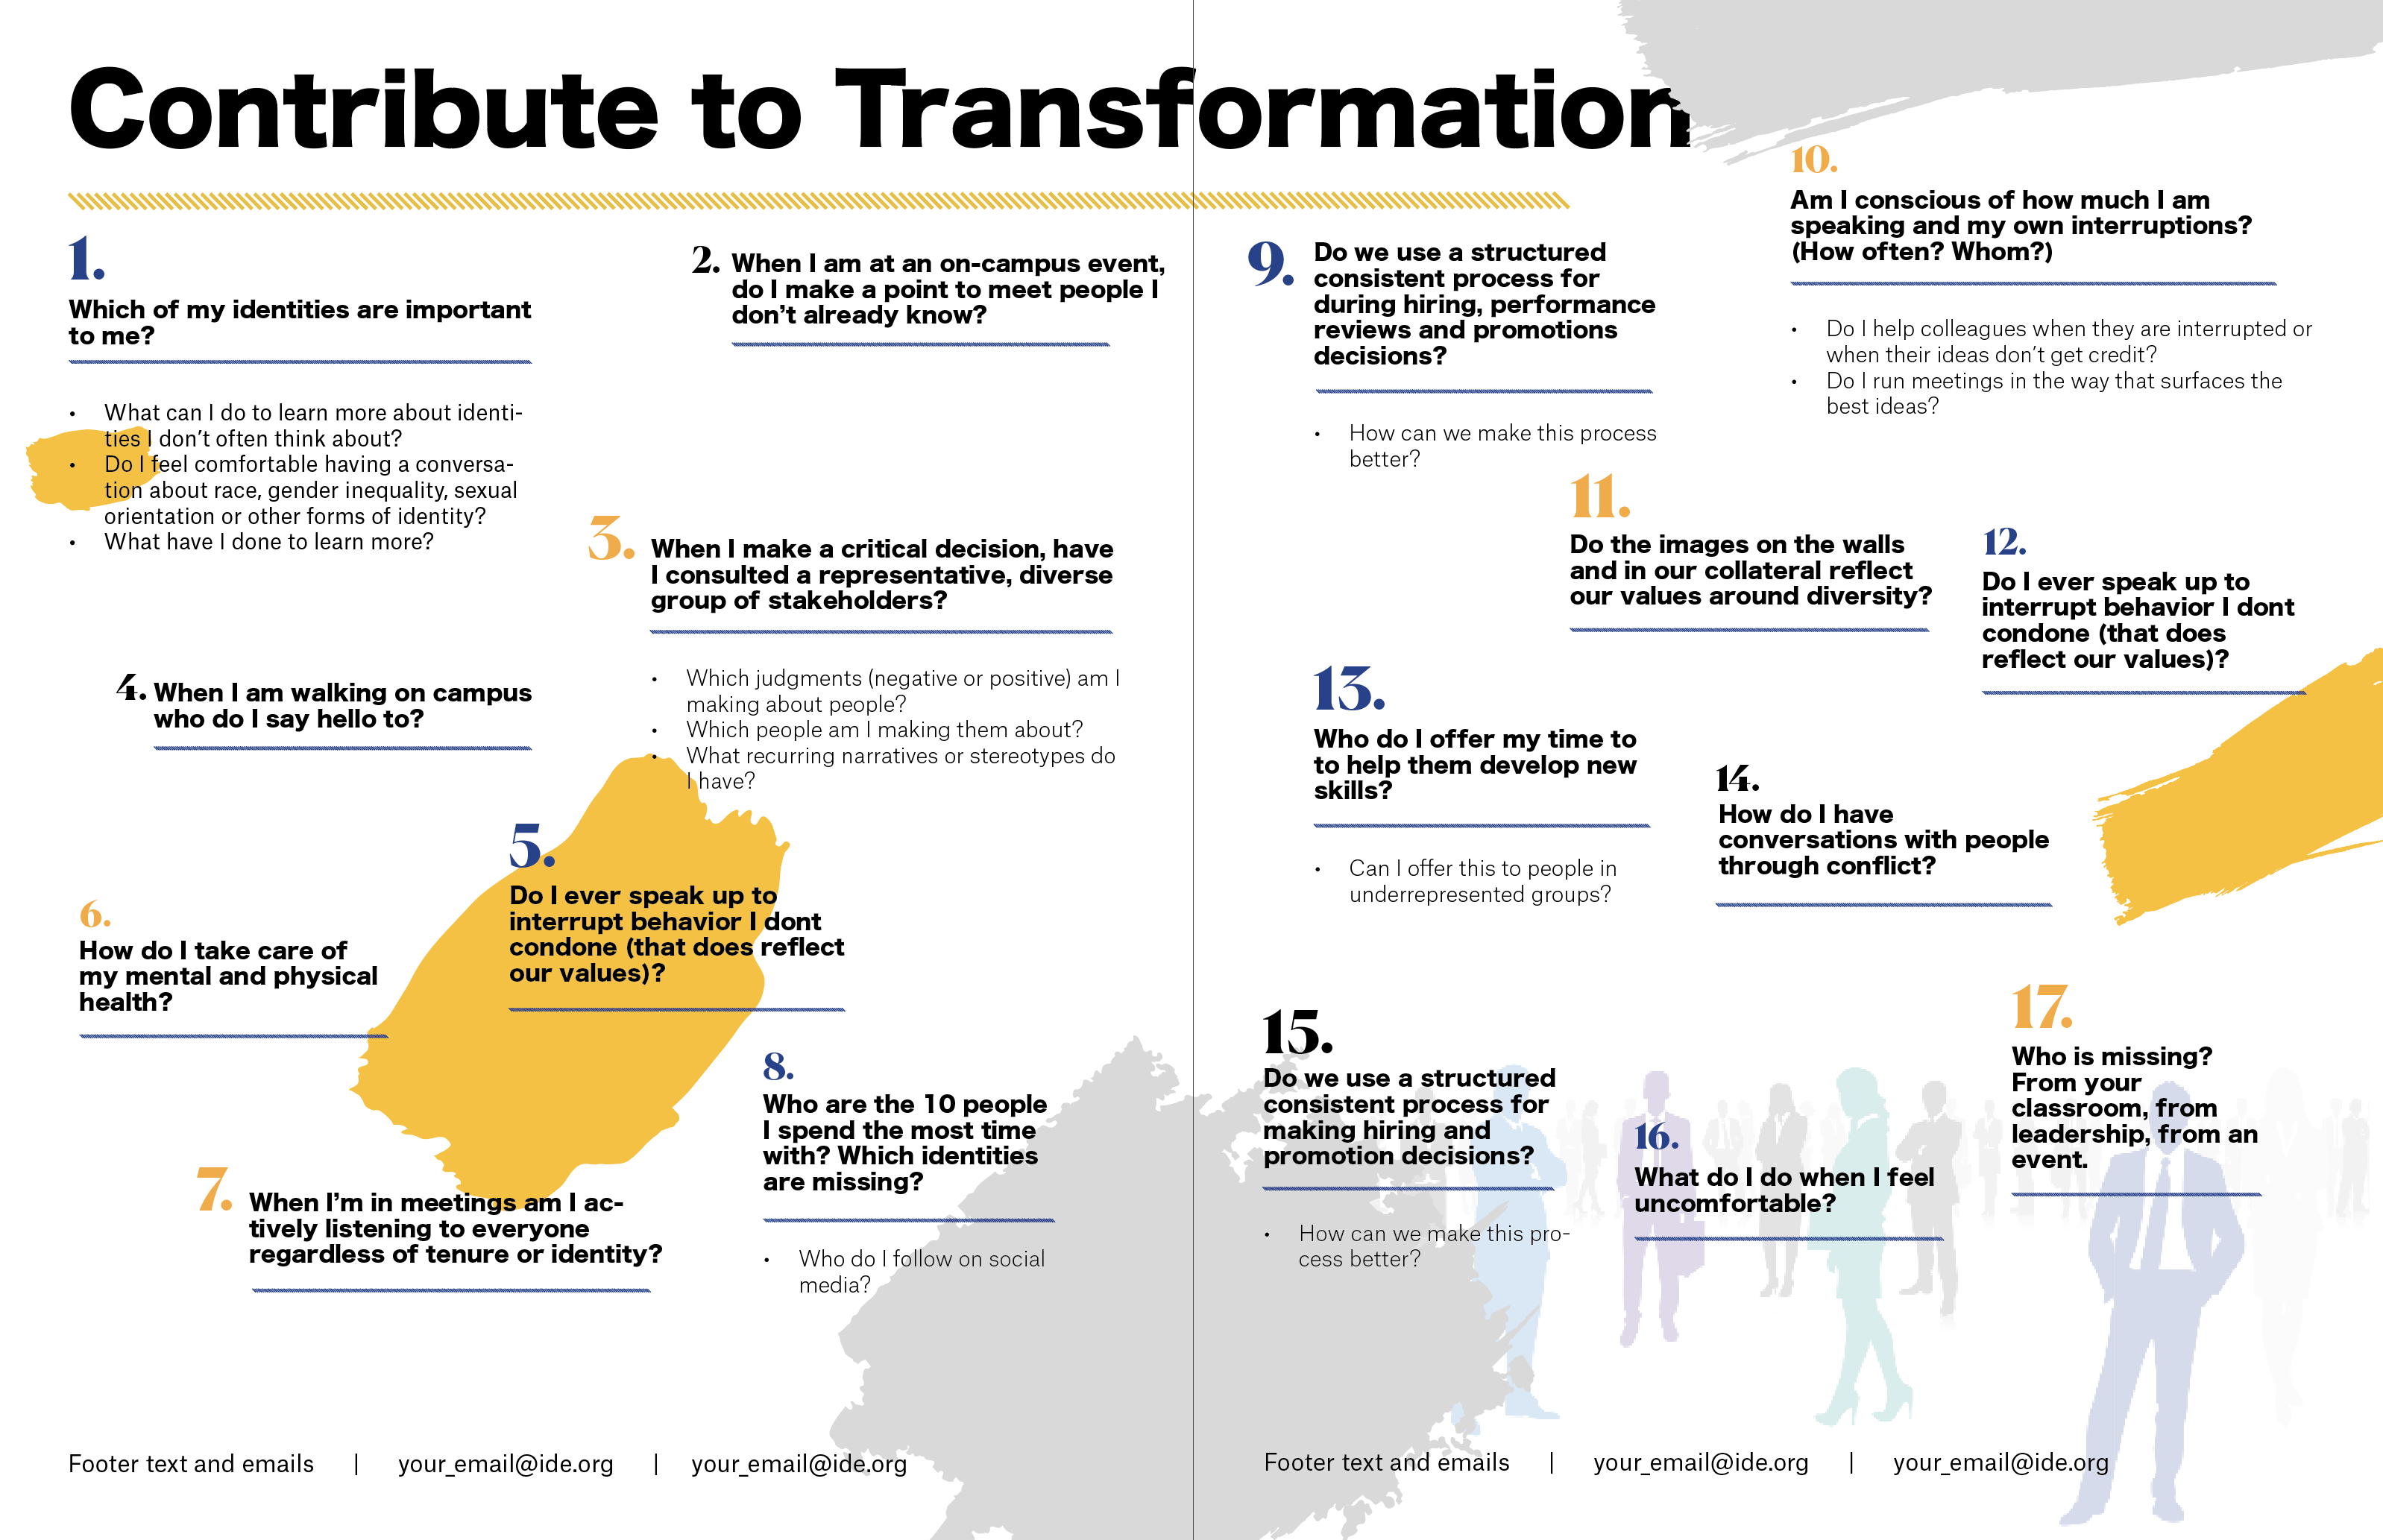 Contribute to Transformation
1.
Which of my identities are important
to me?
• What can I do to learn more about identi-
ties I don't often think about?
• Do I feel comfortable having a conversa-
tion about race, gender inequality, sexual
orientation or other forms of identity?
• What have I done to learn more?
2. When I am at an on-campus event,
do I make a point to meet people I
don't already know?
3. When I make a critical decision, have
I consulted a representative, diverse
group of stakeholders?
• Which judgments (negative or positive) am I
making about people?
• Which people am I making them about?
• What recurring narratives or stereotypes do
I have?
4. When I am walking on campus
who do I say hello to?
5.
Do I ever speak up to
interrupt behavior I dont
condone (that does reflect
our values)?
6.
How do I take care of
my mental and physical
health?
7. When I'm in meetings am I ac-
tively listening to everyone
regardless of tenure or identity?
8.
Who are the 10 people
I spend the most time
with? Which identities
are missing?
• Who do I follow on social
media?
Footer text and emails | your_email@ide.org | your_email@ide.org
9. Do we use a structured
consistent process for
during hiring, performance
reviews and promotions
decisions?
• How can we make this process
better?
10.
Am I conscious of how much I am
speaking and my own interruptions?
(How often? Whom?)
• Do I help colleagues when they are interrupted or
when their ideas don't get credit?
• Do I run meetings in the way that surfaces the
best ideas?
11.
Do the images on the walls
and in our collateral reflect
our values around diversity?
12.
Do I ever speak up to
interrupt behavior I dont
condone (that does
reflect our values)?
13.
Who do I offer my time to
to help them develop new
skills?
• Can I offer this to people in
underrepresented groups?
14.
How do I have
conversations with people
through conflict?
15.
Do we use a structured
consistent process for
making hiring and
promotion decisions?
• How can we make this pro-
cess better?
16.
What do I do when I feel
uncomfortable?
17.
Who is missing?
From your
classroom, from
leadership, from an
event.
Footer text and emails | your_email@ide.org | your_email@ide.org